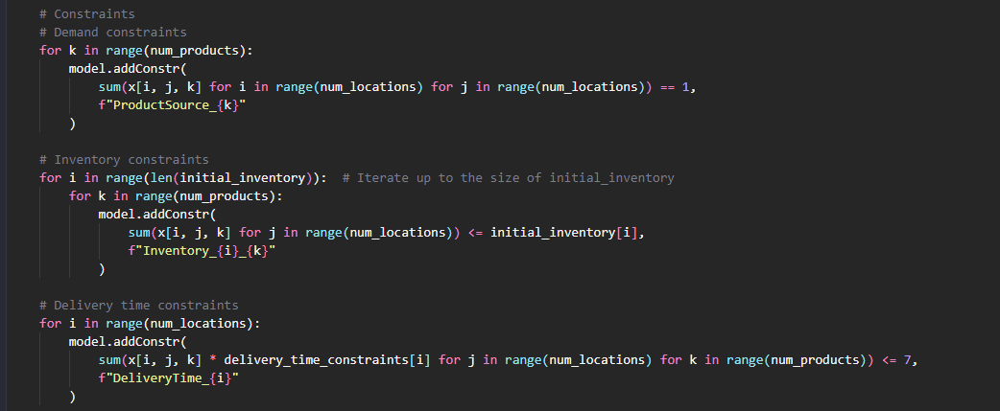 # Constraints
# Demand constraints
for k in range(num_products):
model.addConstr(
sum(x[i, j, k] for i in range(num_locations) for j in range(num_locations)) == 1,
f"ProductSource_{k}"
)
# Inventory constraints
for i in range(len(initial_inventory)):  # Iterate up to the size of initial_inventory
for k in range(num_products):
model.addConstr(
sum(x[i, j, k] for j in range(num_locations)) <= initial_inventory[i],
f"Inventory_{i}_{k}"
)
# Delivery time constraints
for i in range(num_locations):
model.addConstr(
sum(x[i, j, k] * delivery_time_constraints[i] for j in range(num_locations) for k in range(num_products)) <= 7,
f"DeliveryTime_{i}"
)